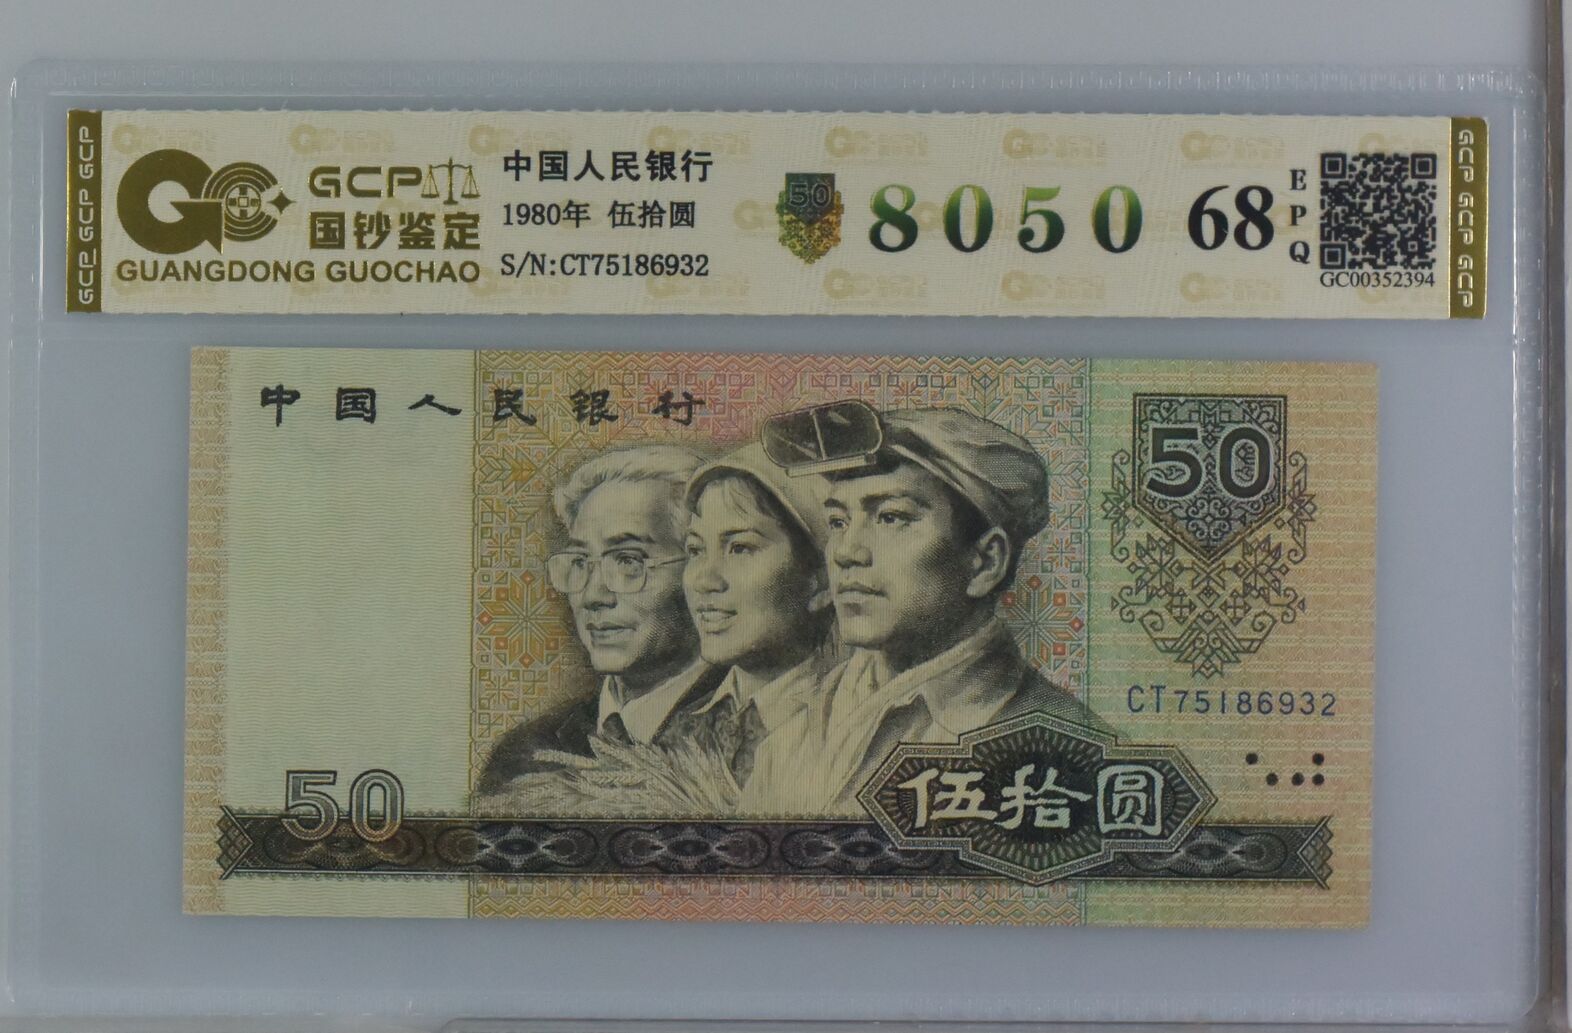 GCP GCP GCP
GCP
国钞鉴定
GUANGDONG GUOCHAO
中国人民银行
1980年 伍拾圆
S/N:CT75186932
50
8050
68
EPQ
GC00352394
GCP GCP GCP
中国人民银行
50
CT75186932
50
伍拾圆